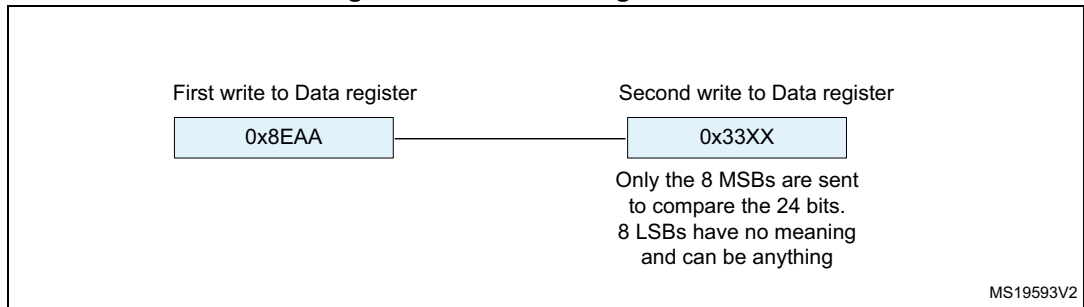 First write to Data register
Second write to Data register
0x8EAA
0x33XX
Only the 8 MSBs are sent
to compare the 24 bits.
8 LSBs have no meaning
and can be anything
MS19593V2